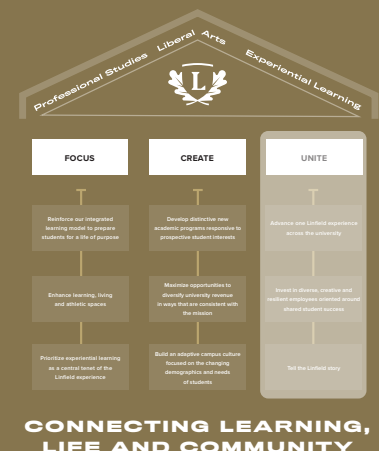 Professional Studies Liberal Arts Experiential Learning
L
FOCUS
Reinforce our integrated
learning model to prepare
students for a life of purpose
Enhance learning, living
and athletic spaces
Prioritize experiential learning
as a central tenet of the
Linfield experience
CREATE
Develop distinctive new
academic programs responsive to
prospective student interests
Maximize opportunities to
diversify university revenue
in ways that are consistent with
the mission
Build an adaptive campus culture
focused on the changing
demographics and needs
of students
UNITE
Advance one Linfield experience
across the university
Invest in diverse, creative and
resilient employees oriented around
shared student success
Tell the Linfield story
CONNECTING LEARNING,
LIFE AND COMMUNITY